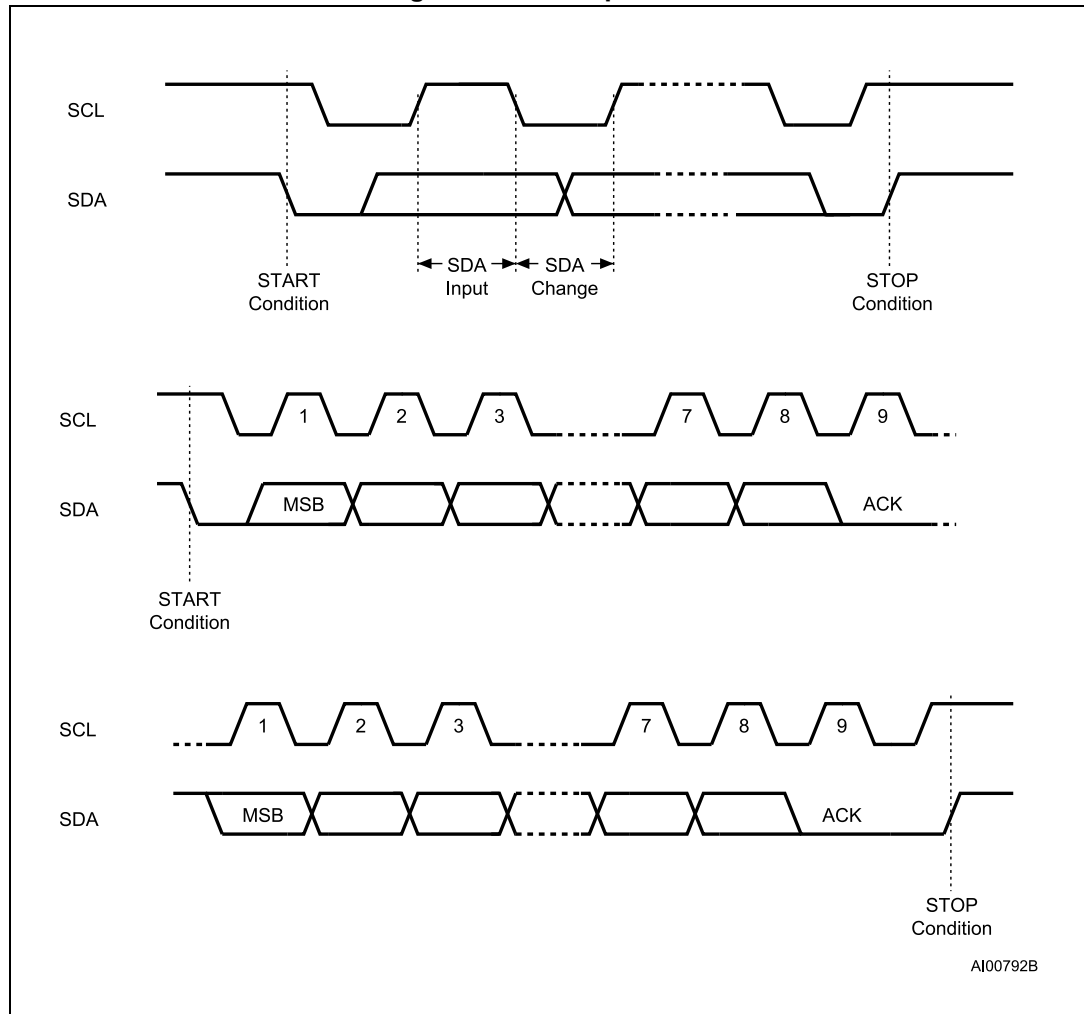 SCL
SDA
START
Condition
SDA
Input
SDA
Change
STOP
Condition
SCL
1 2 3 7 8 9
SDA
MSB ACK
START
Condition
SCL
1 2 3 7 8 9
SDA
MSB ACK
STOP
Condition
AI00792B